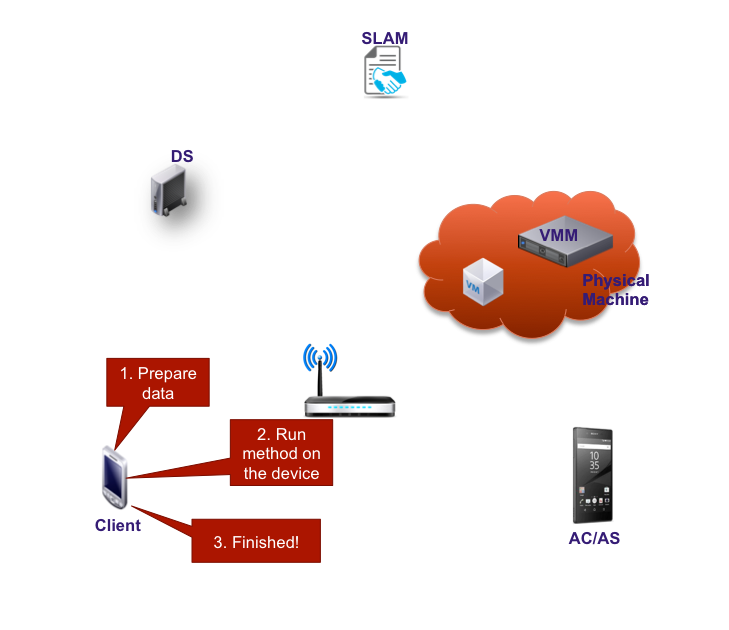 SLAM
DS
VMM
VM
Physical
Machine
1. Prepare
data
2. Run
method on
the device
Client
3. Finished!
10
35
AC/AS